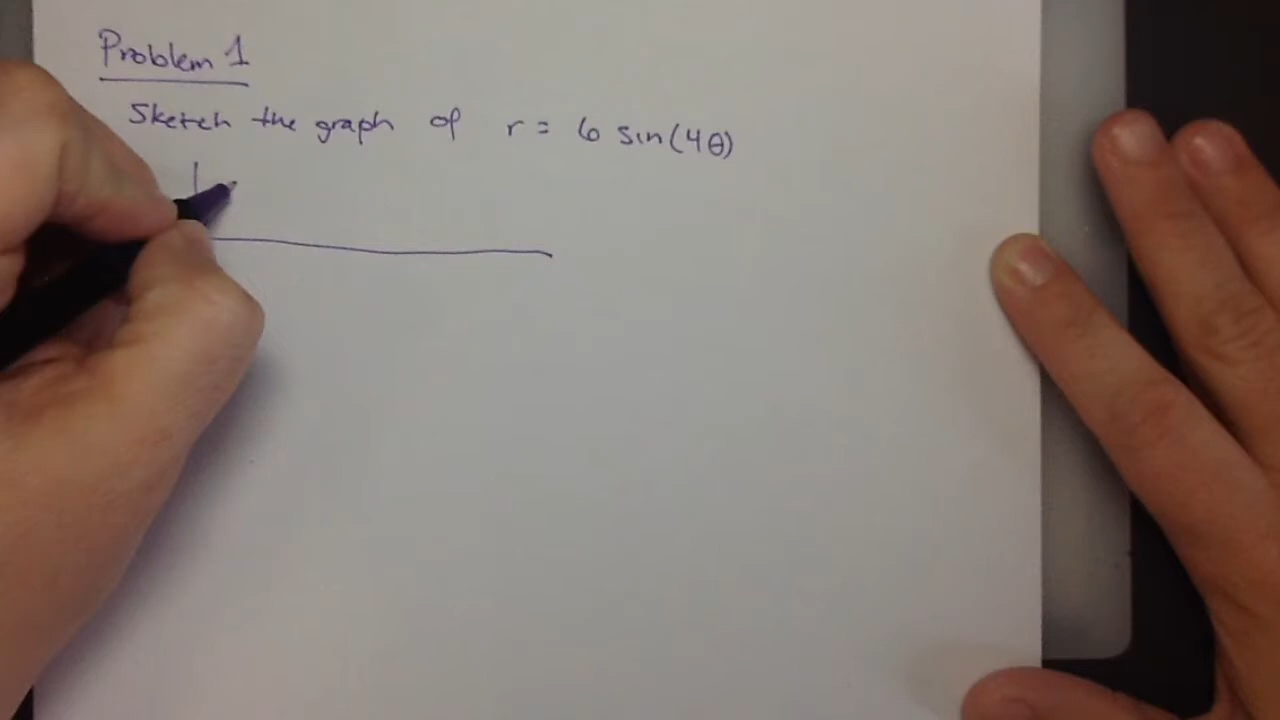 Problem 1
Sketch the graph of r = 6 sin(4θ)